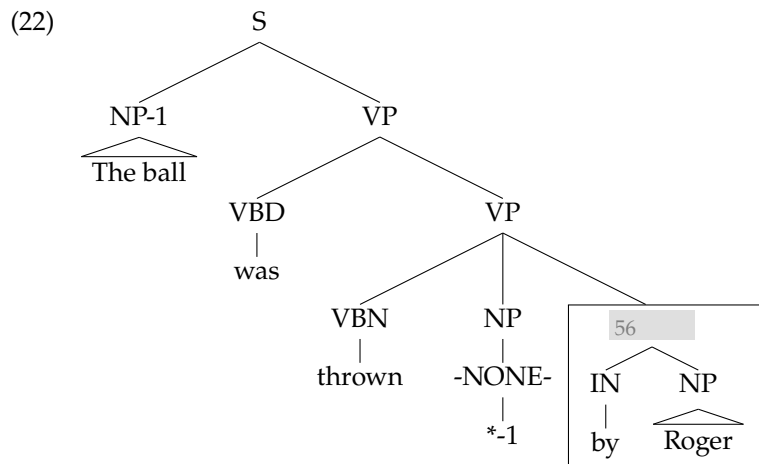 (22)
S
NP-1 VP
The ball
VBD VP
was
VBN NP 56
thrown -NONE- IN NP
*-1 by Roger